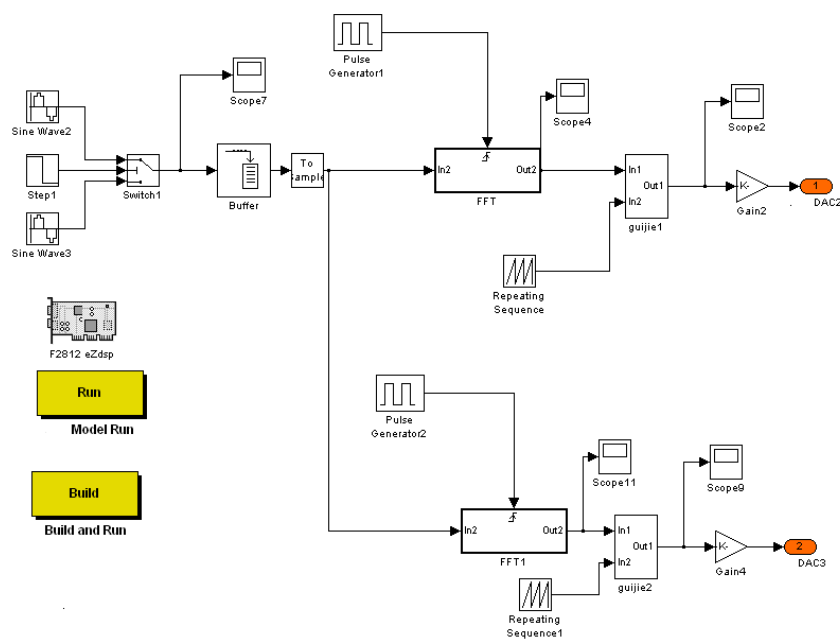 Pulse
Generator1
Scope7
Scope4
Scope2
Sine Wave2
Step1
Switch1
Sine Wave3
Buffer
To
ample
In2
Out2
FFT
In1
In2
Out1
guijie1
K-
Gain2
1
DAC2
Repeating
Sequence
F2812 eZdsp
Run
Model Run
Build
Build and Run
Pulse
Generator2
Scope11
Scope9
In2
Out2
FFT1
In1
In2
Out1
guijie2
K-
Gain4
2
DAC3
Repeating
Sequence1